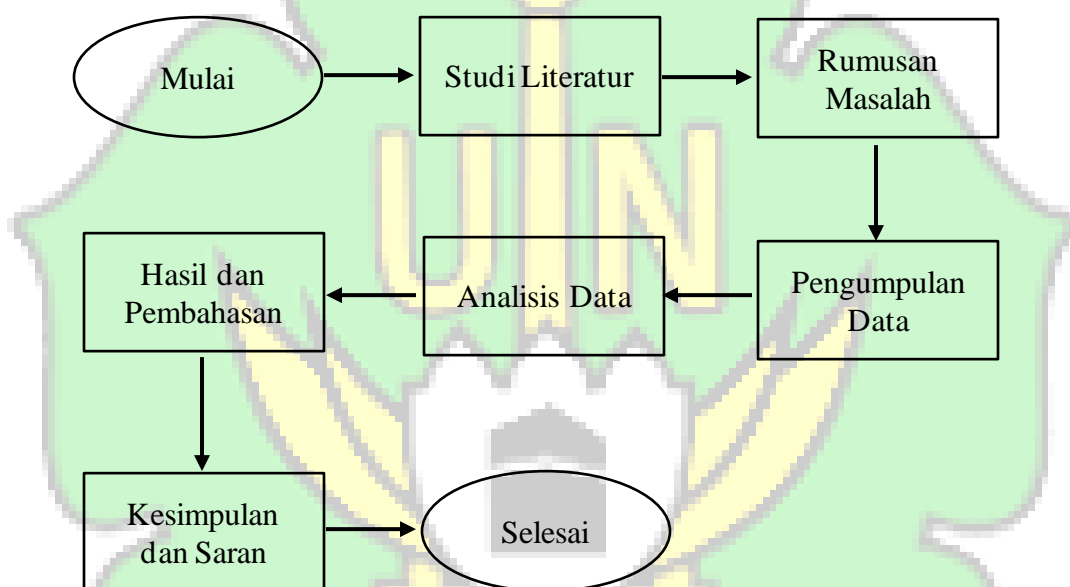 Mulai
Studi Literatur
Rumusan
Masalah
UIN
Hasil dan
Pembahasan
Analisis Data
Pengumpulan
Data
Kesimpulan
dan Saran
Selesai